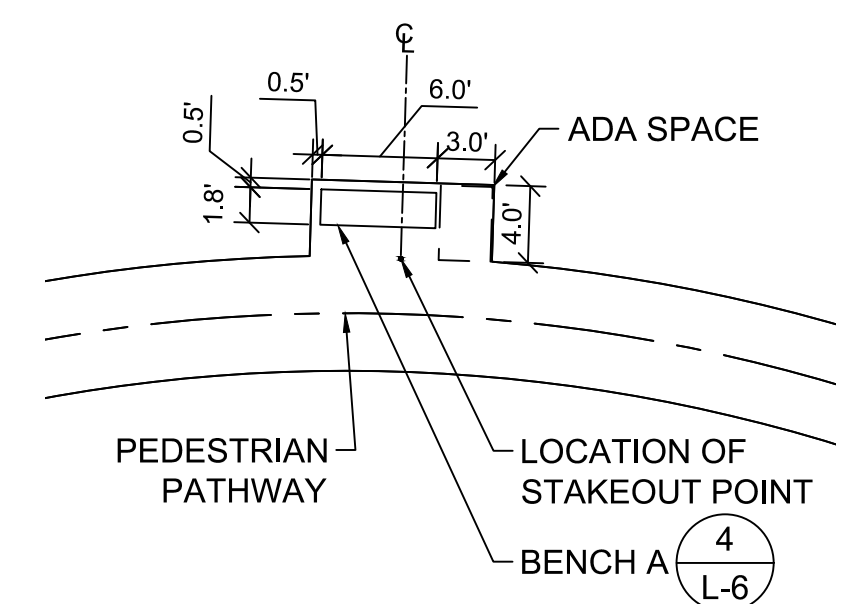 ℄
0.5'
6.0'
0.5'
3.0'
ADA SPACE
1.8'
4.0'
PEDESTRIAN
PATHWAY
LOCATION OF
STAKEOUT POINT
BENCH A
4
L-6